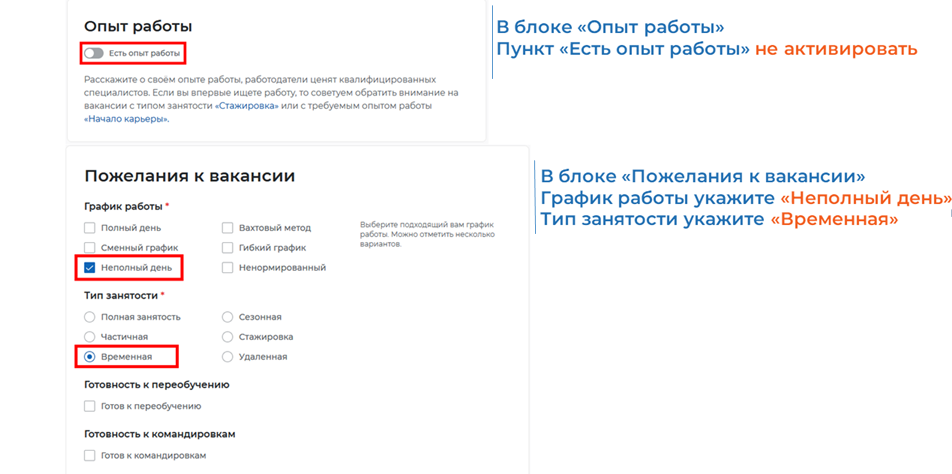 Опыт работы
Есть опыт работы
Расскажите о своём опыте работы, работодатели ценят квалифицированных
специалистов. Если вы впервые ищете работу, то советуем обратить внимание на
вакансии с типом занятости «Стажировка» или с требуемым опытом работы
«Начало карьеры».
В блоке «Опыт работы»
Пункт «Есть опыт работы» не активировать
Пожелания к вакансии
График работы *
Полный день
Вахтовый метод
Сменный график
Гибкий график
Неполный день
Ненормированный
Выберите подходящий вам график
работы. Можно отметить несколько
вариантов.
Тип занятости *
Полная занятость
Сезонная
Частичная
Стажировка
Временная
Удаленная
Готовность к переобучению
Готов к переобучению
Готовность к командировкам
Готов к командировкам
В блоке «Пожелания к вакансии»
График работы укажите «Неполный день»
Тип занятости укажите «Временная»